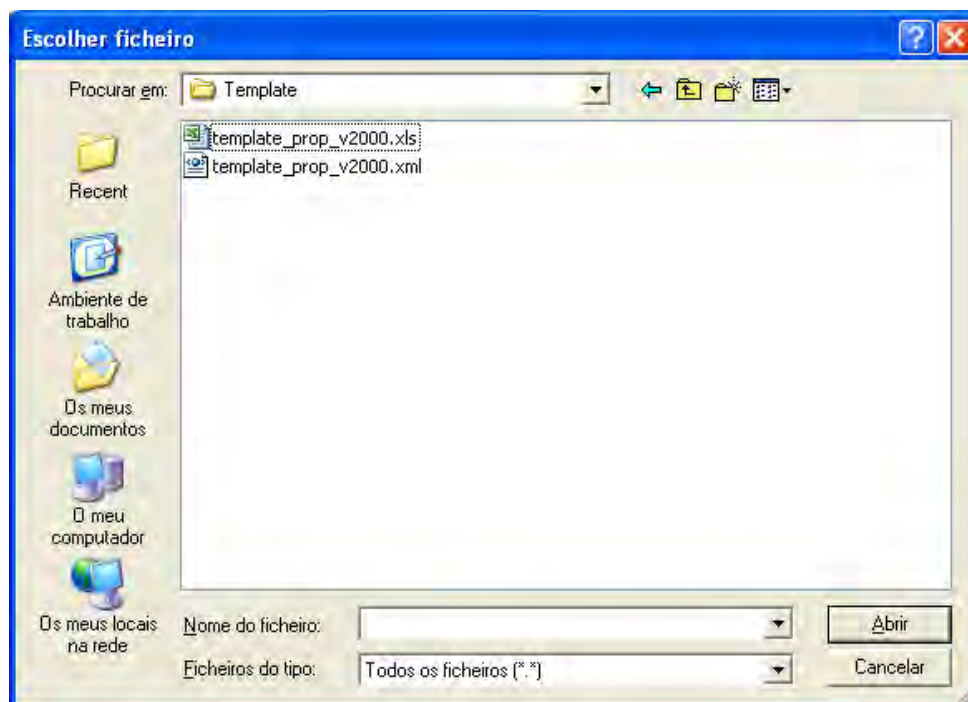 Escolher ficheiro
Procurar em:
Template
template_prop_v2000.xls
template_prop_v2000.xml
Recent
Ambiente de
trabalho
Os meus
documentos
O meu
computador
Os meus locais
na rede
Nome do ficheiro:
Abrir
Ficheiros do tipo:
Todos os ficheiros (*.*)
Cancelar